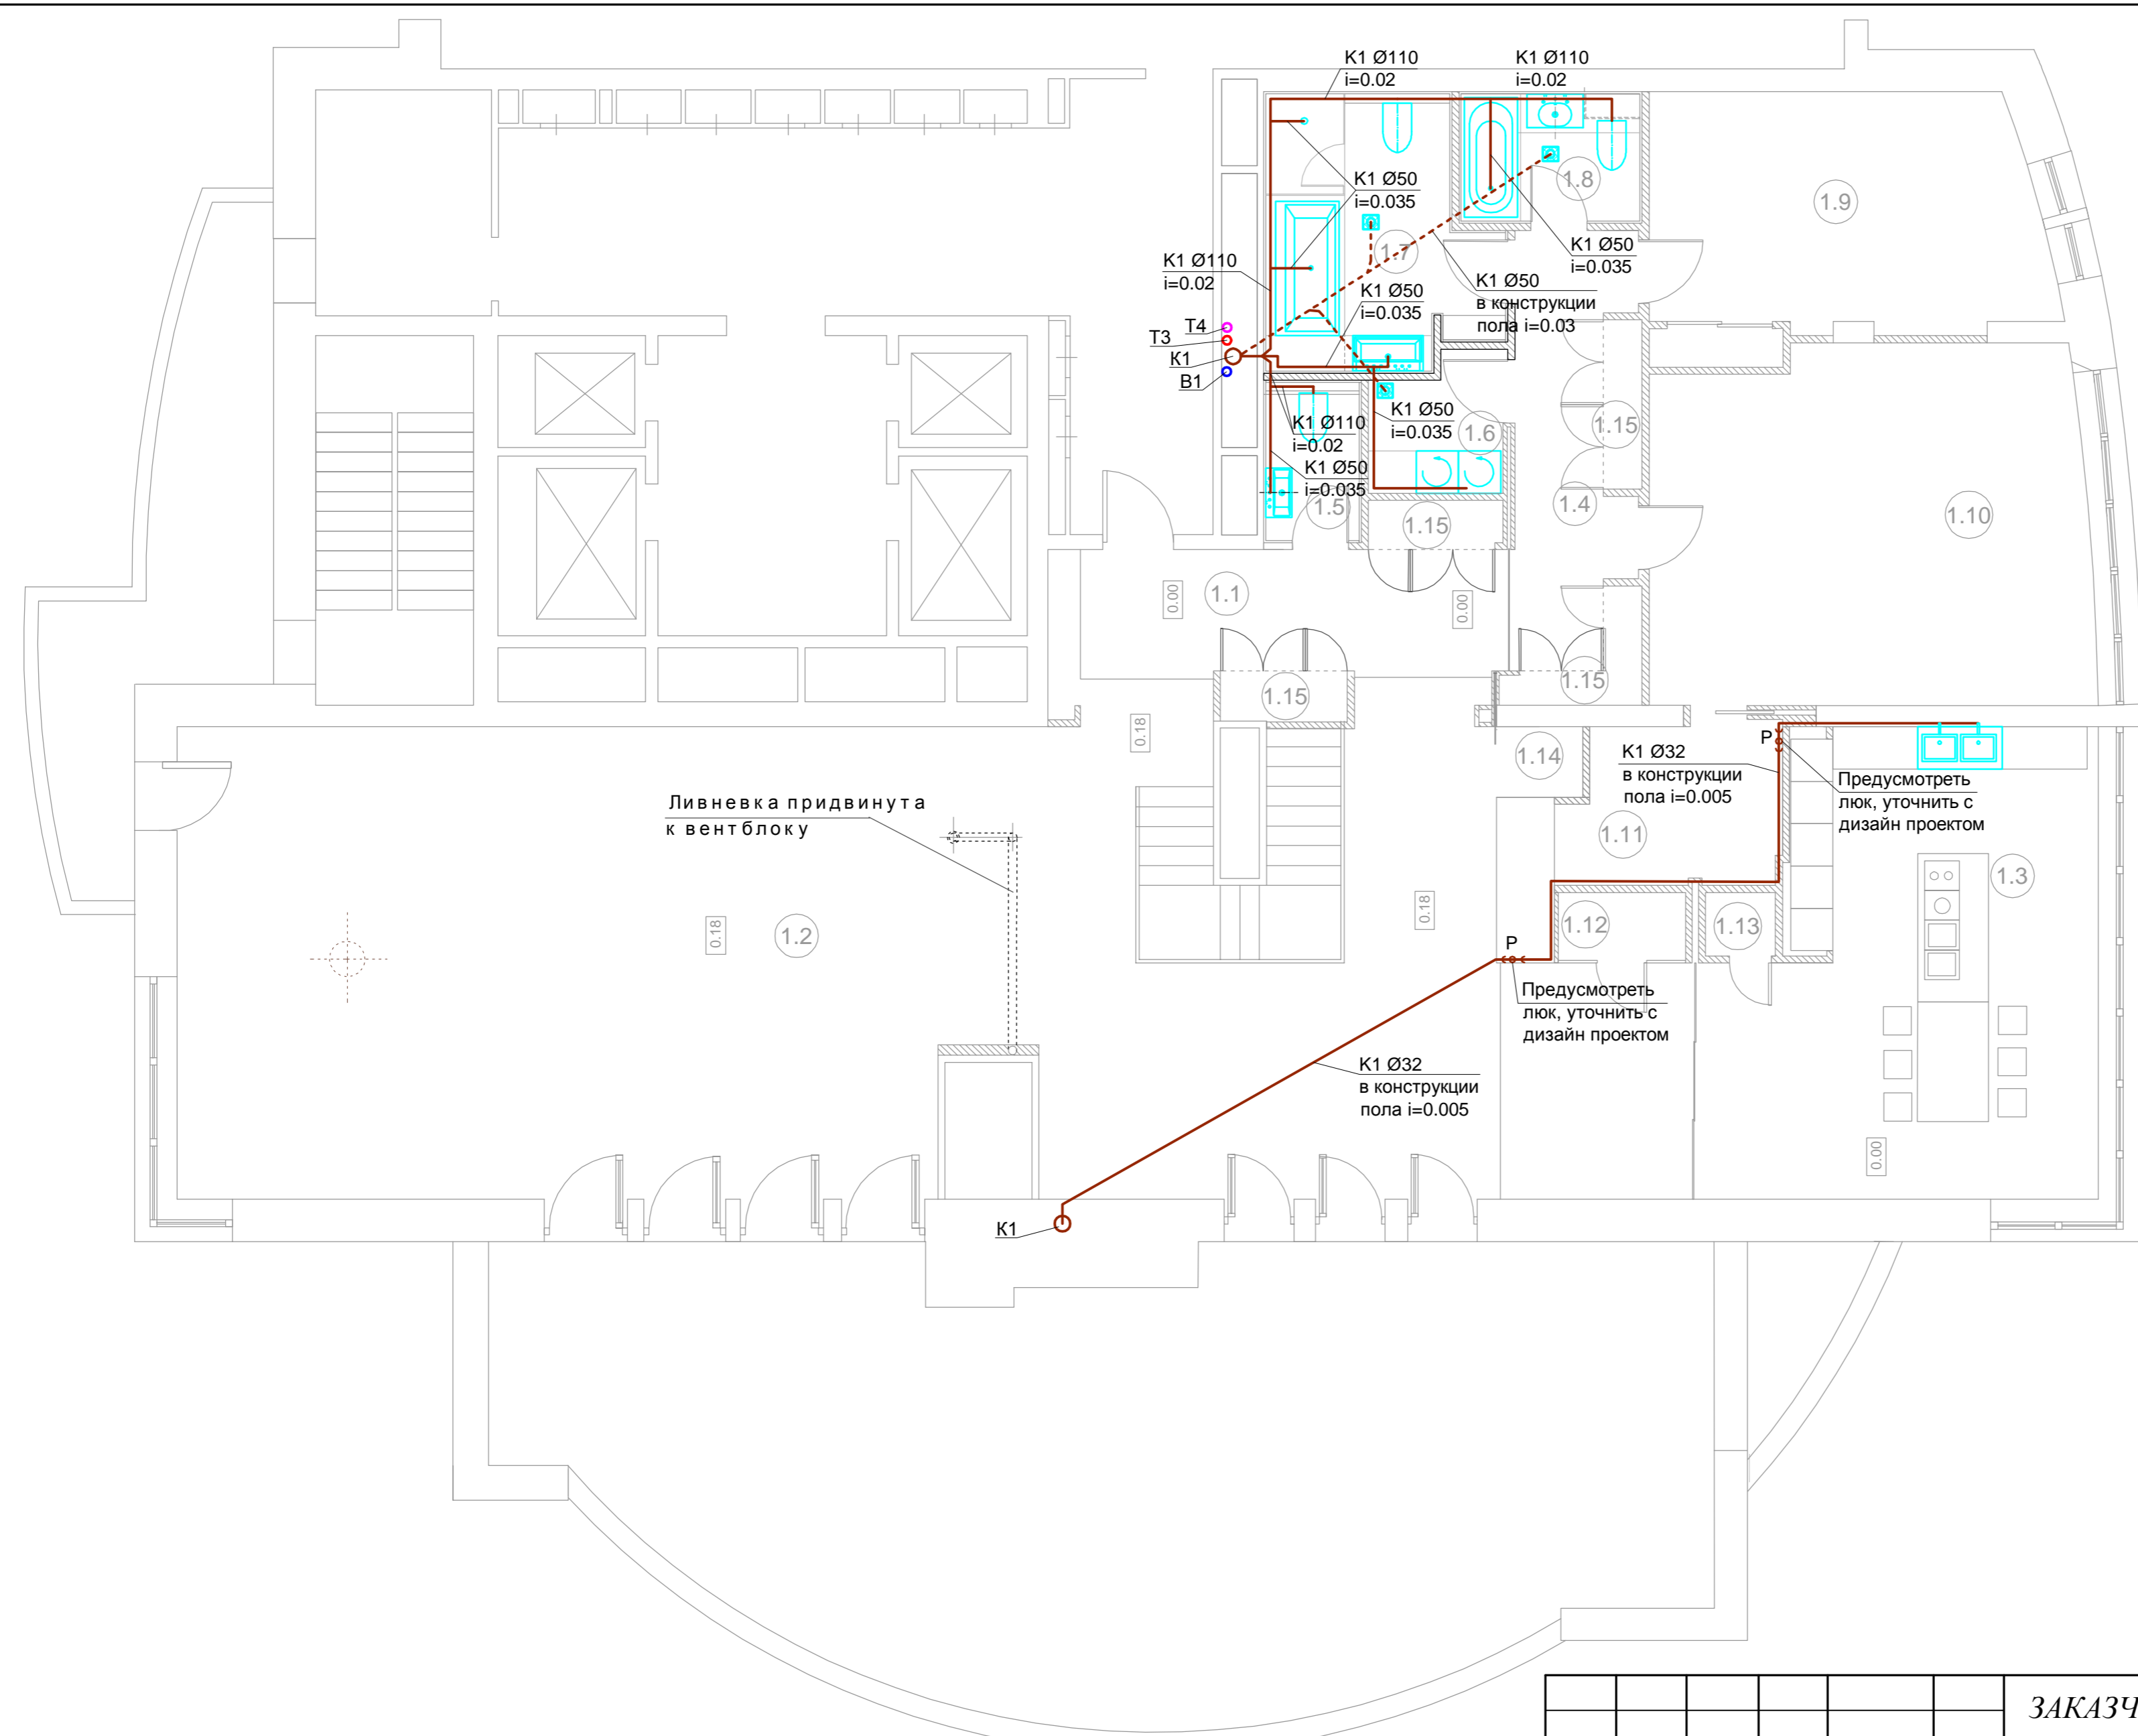 К1 Ø110
i=0.02
К1 Ø110
i=0.02
К1 Ø50
i=0.035
1.8
1.9
К1 Ø50
i=0.035
1.7
К1 Ø110
i=0.02
К1 Ø50
в конструкции
пола i=0.03
К1 Ø50
i=0.035
Т4
Т3
К1
В1
К1 Ø50
i=0.035
1.6
1.15
К1 Ø110
i=0.02
К1 Ø50
i=0.035
1.5
1.15
1.4
1.10
0.00
1.1
0.00
1.15
1.15
0.18
1.14
К1 Ø32
в конструкции
пола i=0.005
Р
Предусмотреть
люк, уточнить с
дизайн проектом
Ливневка придвинута
к вентблоку
1.11
1.3
0.18
1.2
0.18
1.12
1.13
Р
Предусмотреть
люк, уточнить с
дизайн проектом
К1 Ø32
в конструкции
пола i=0.005
0.00
К1
ЗАКАЗЧ